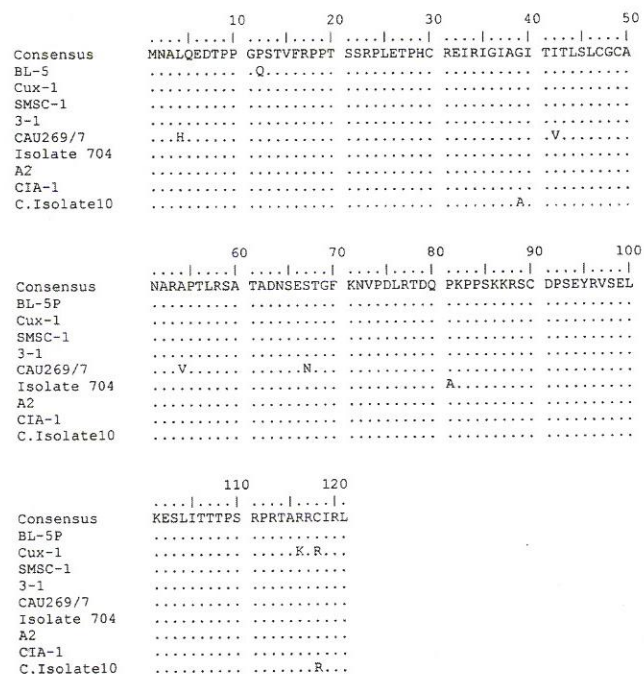 10 20 30 40 50
....|....| ....|....| ....|....| ....|....| ....|....|
Consensus MNALQEDTPP GPSTVFRPPT SSRPLETPHC REIRIGIAGI TITLSLCGCA
BL-5 .......... .Q........ .......... .......... ..........
Cux-1 .......... .......... .......... .......... ..........
SMSC-1 .......... .......... .......... .......... ..........
3-1 .......... .......... .......... .......... ..........
CAU269/7 ...H...... .......... .......... .......... .V........
Isolate 704 .......... .......... .......... .......... ..........
A2 .......... .......... .......... .......... ..........
CIA-1 .......... .......... .......... .......... ..........
C.Isolate10 .......... .......... .......... ........A. ..........
60 70 80 90 100
....|....| ....|....| ....|....| ....|....| ....|....|
Consensus NARAPTLRSA TADNSESTGF KNVPDLRTDQ PKPPSKKRSC DPSEYRVSEL
BL-5P .......... .......... .......... .......... ..........
Cux-1 .......... .......... .......... .......... ..........
SMSC-1 .......... .......... .......... .......... ..........
3-1 .......... .......... .......... .......... ..........
CAU269/7 ...V...... ......N... .......... .......... ..........
Isolate 704 .......... .......... .......... A......... ..........
A2 .......... .......... .......... .......... ..........
CIA-1 .......... .......... .......... .......... ..........
C.Isolate10 .......... .......... .......... .......... ..........
110 120
....|....| ....|....|.
Consensus KESLITTTPS RPRTARRCIRL
BL-5P .......... ...........
Cux-1 .......... .....K.R...
SMSC-1 .......... ...........
3-1 .......... ...........
CAU269/7 .......... ...........
Isolate 704 .......... ...........
A2 .......... ...........
CIA-1 .......... ...........
C.Isolate10 .......... .......R...